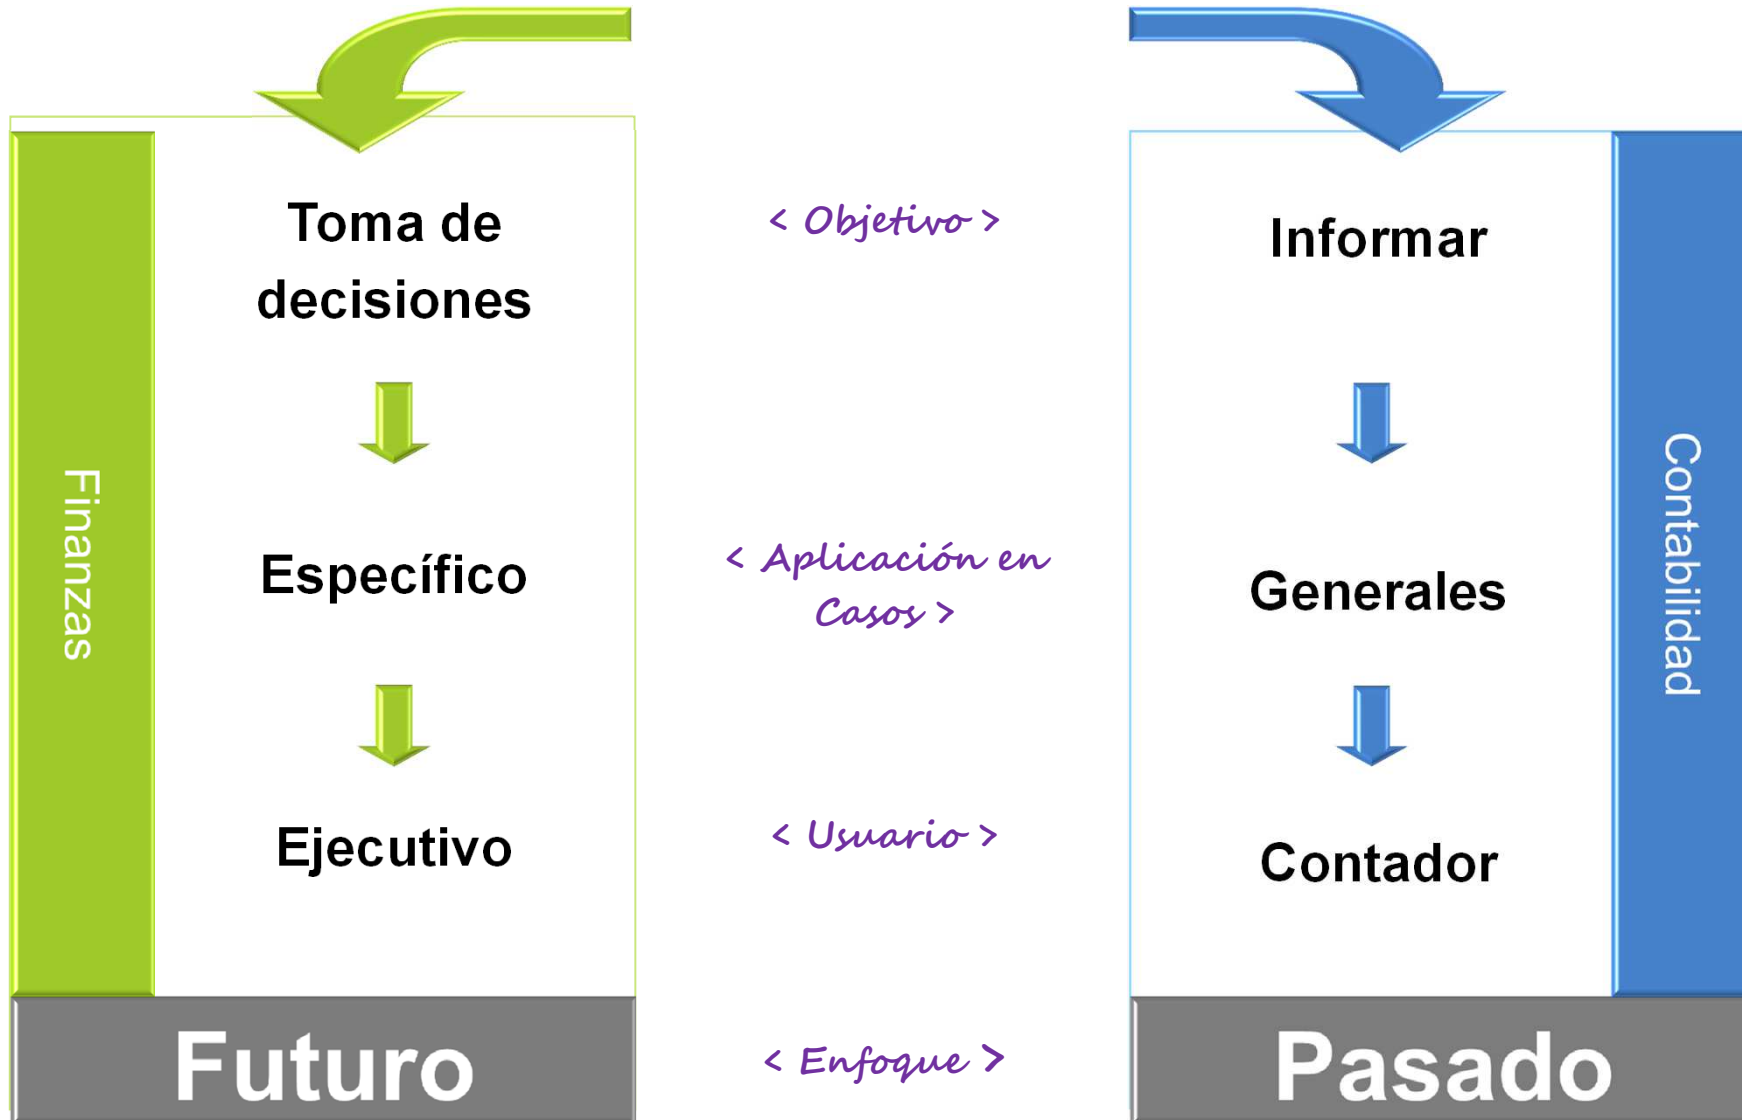 Finanzas
Toma de
decisiones
Específico
Ejecutivo
Futuro
< Objetivo >
< Aplicación en
Casos >
< Usuario >
< Enfoque >
Informar
Generales
Contador
Pasado
Contabilidad